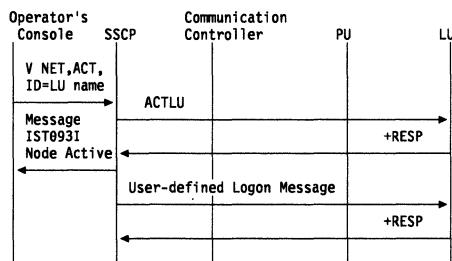 Operator's Communication
Console SSCP Controller PU LU
V NET,ACT,
ID=LU name
ACTLU
Message
IST093I
+RESP
Node Active
User-defined Logon Message
+RESP